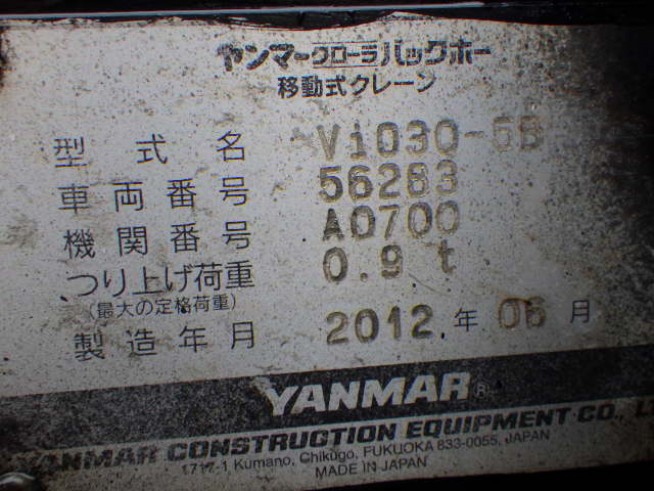 ヤンマークローラバックホー
移動式クレーン
型式名 ViO30-5B
車両番号 56283
機関番号 A0700
つり上げ荷重 0.9 t
(最大の定格荷重)
製造年月 2012 年 06 月
YANMAR®
YANMAR CONSTRUCTION EQUIPMENT CO., LT
1717-1 Kumano, Chikugo, FUKUOKA 833-0055, JAPAN
MADE IN JAPAN